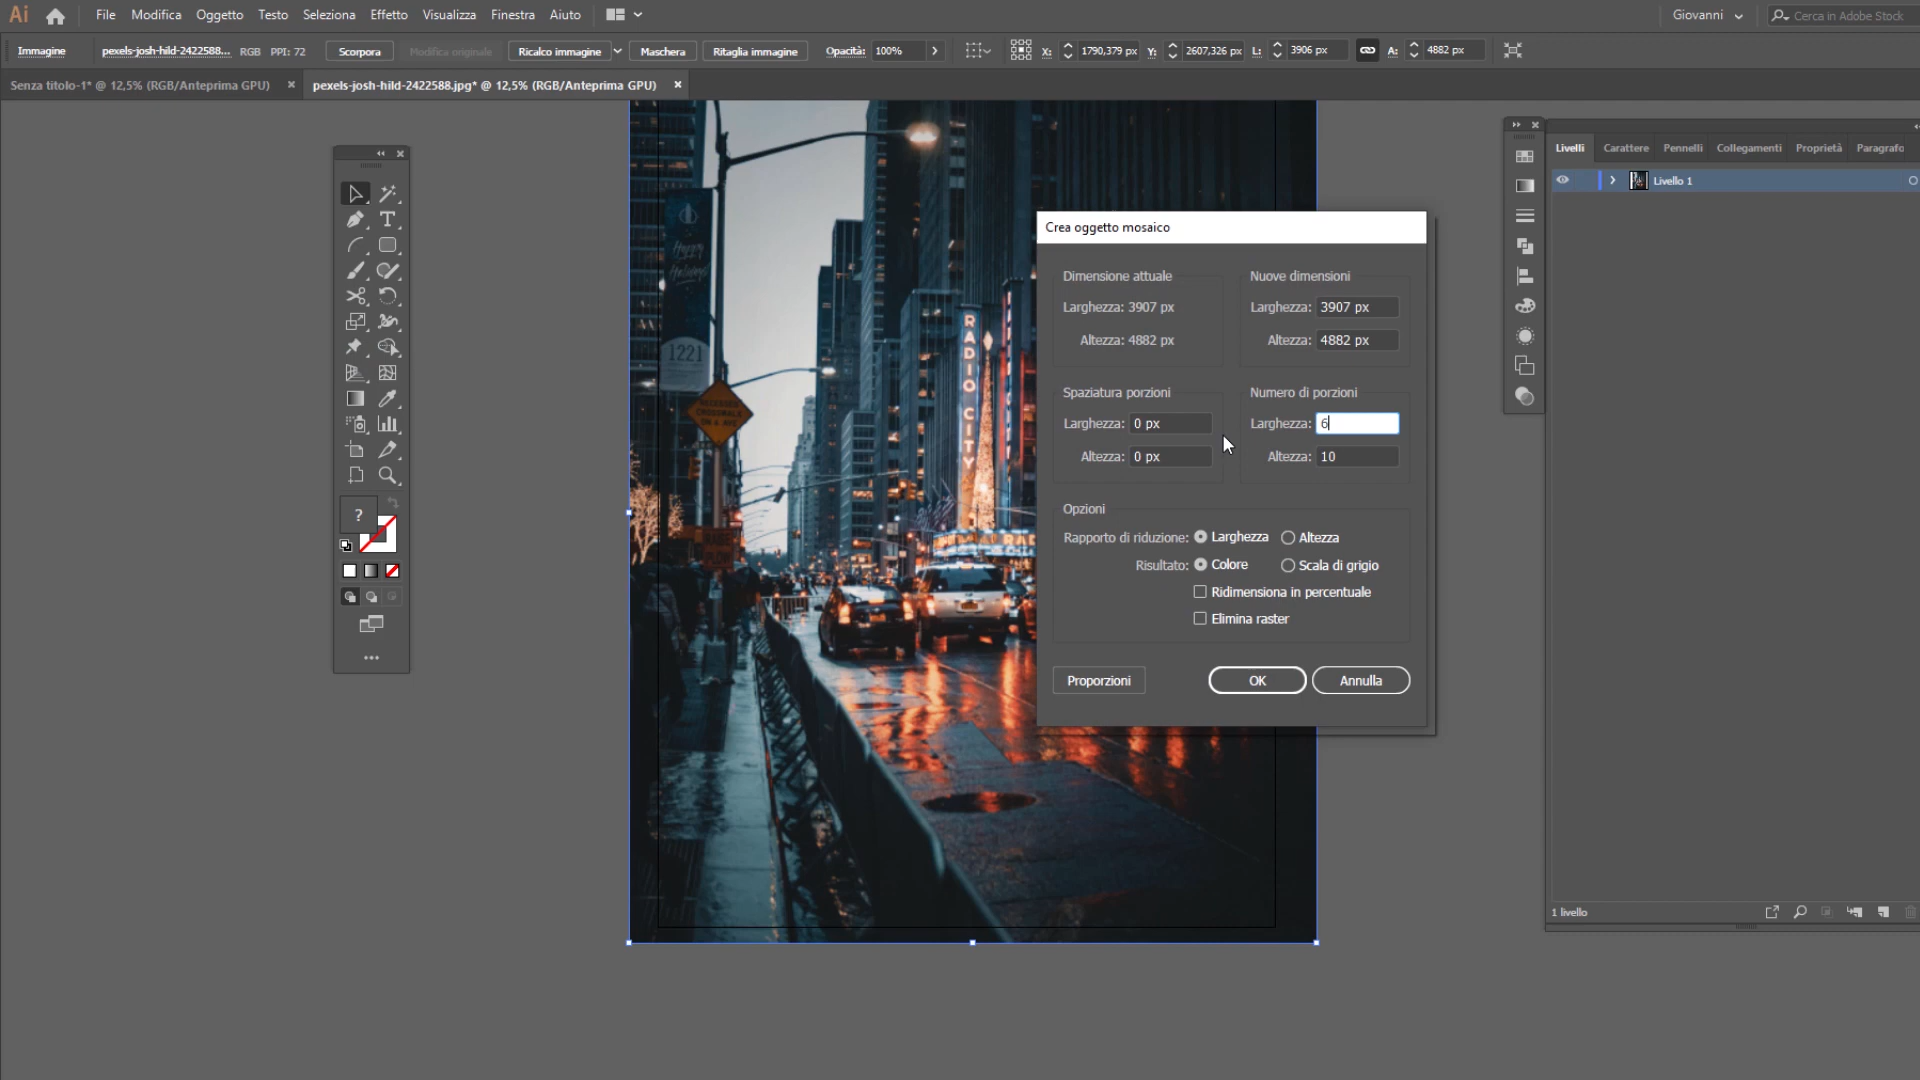 Ai File Modifica Oggetto Testo Seleziona Effetto Visualizza Finestra Aiuto Giovanni Cerca in Adobe Stock
Immagine pexels-josh-hild-2422588... RGB PPI: 72 Scorpora Modifica originale Ricalco immagine Maschera Ritaglia immagine Opacità: 100% X: 1790,379 px Y: 2607,326 px L: 3906 px A: 4882 px
Senza titolo-1* @ 12,5% (RGB/Anteprima GPU) pexels-josh-hild-2422588.jpg* @ 12,5% (RGB/Anteprima GPU)
Livelli Carattere Pennelli Collegamenti Proprietà Paragrafo
Livello 1
Happy
Holidays
1221
RADIO CITY
Crea oggetto mosaico
Dimensione attuale Nuove dimensioni
Larghezza: 3907 px Larghezza: 3907 px
Altezza: 4882 px Altezza: 4882 px
Spaziatura porzioni Numero di porzioni
Larghezza: 0 px Larghezza: 6
Altezza: 0 px Altezza: 10
Opzioni
Rapporto di riduzione: Larghezza Altezza
Risultato: Colore Scala di grigio
Ridimensiona in percentuale
Elimina raster
Proporzioni OK Annulla
?
1 livello